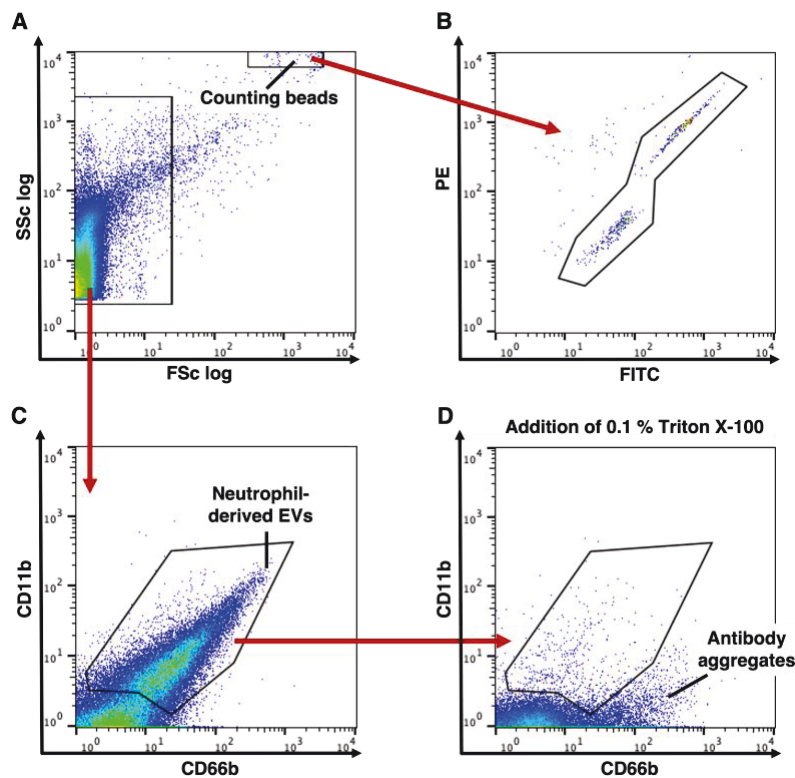 A
10^4
10^3
10^2
10^1
10^0
SSc log
Counting beads
10^0 10^1 10^2 10^3 10^4
FSc log
B
10^4
10^3
10^2
10^1
10^0
PE
10^0 10^1 10^2 10^3 10^4
FITC
C
10^4
10^3
10^2
10^1
10^0
CD11b
Neutrophil-
derived EVs
10^0 10^1 10^2 10^3 10^4
CD66b
D
Addition of 0.1 % Triton X-100
10^4
10^3
10^2
10^1
10^0
CD11b
Antibody
aggregates
10^0 10^1 10^2 10^3 10^4
CD66b